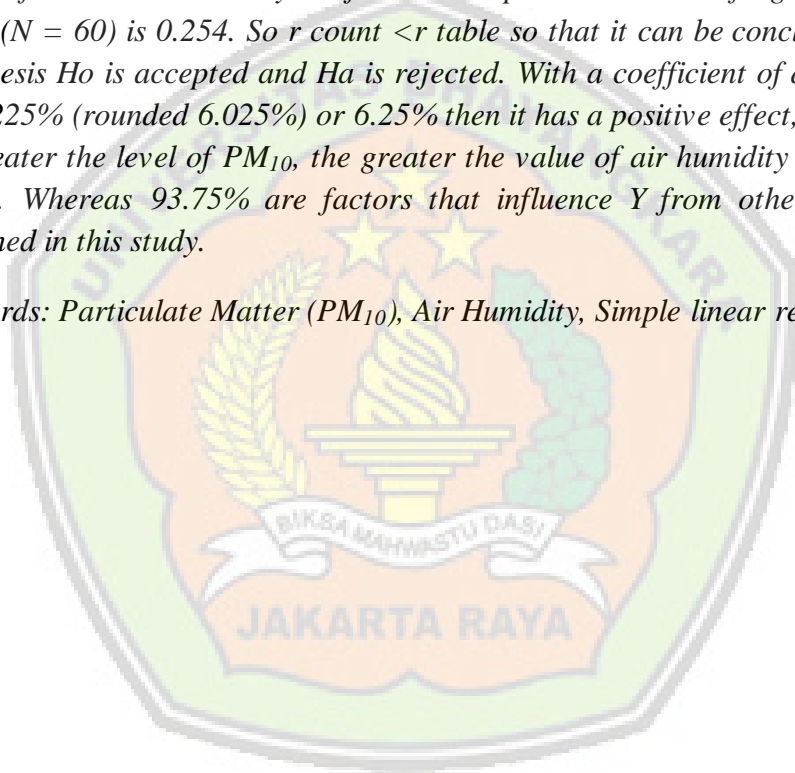 (N = 60) is 0.254. So r count <r table so that it can be concl
esis Ho is accepted and Ha is rejected. With a coefficient of
225% (rounded 6.025%) or 6.25% then it has a positive effect,
eater the level of PM10, the greater the value of air humidity
. Whereas 93.75% are factors that influence Y from othe
ned in this study.
rds: Particulate Matter (PM10), Air Humidity, Simple linear re
UNIVERSITAS BHAYANGKARA
BIKSA MAHWASTU DASI
JAKARTA RAYA